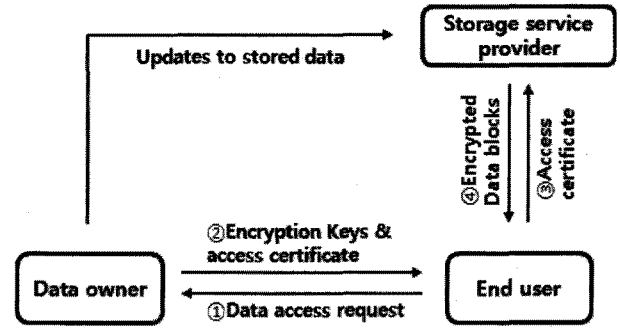 Storage service
provider
Updates to stored data
④Encrypted
Data blocks
③Access
certificate
②Encryption Keys &
access certificate
Data owner
End user
①Data access request